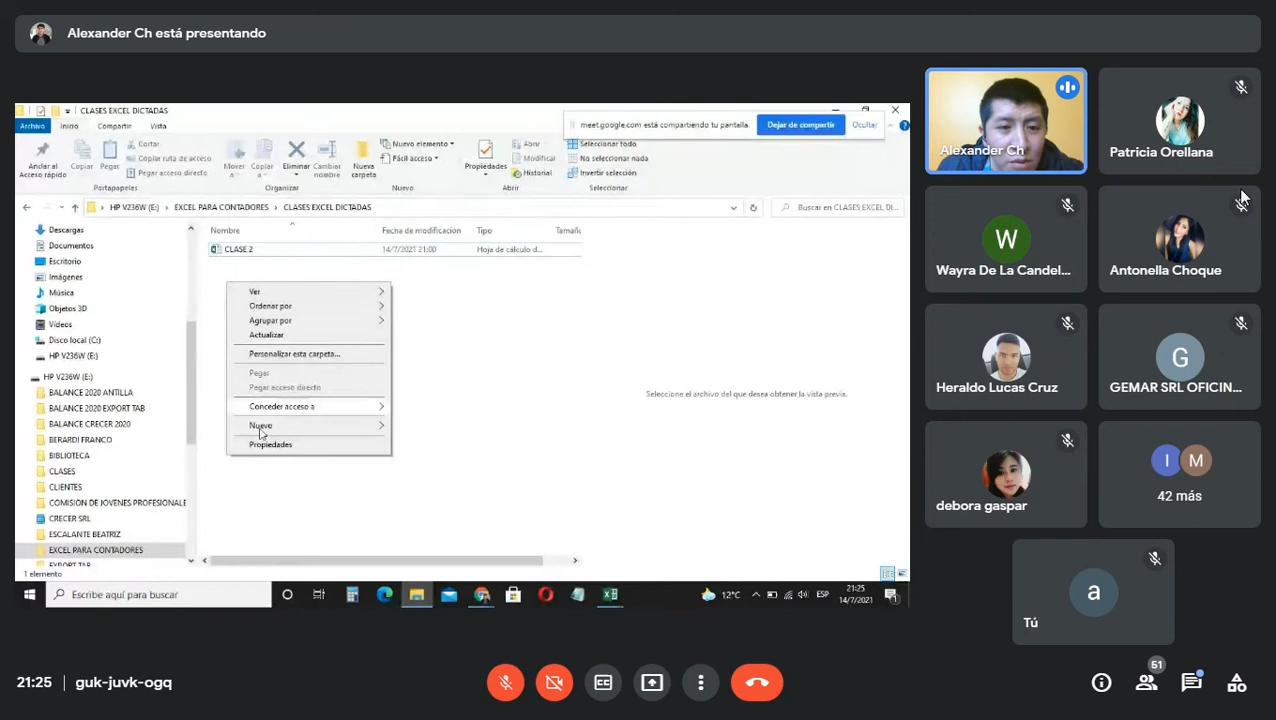 Alexander Ch está presentando
CLASES EXCEL DICTADAS
meet.google.com está compartiendo tu pantalla.
Dejar de compartir
Ocultar
Archivo
Inicio
Compartir
Vista
Anclar al
Acceso rápido
Copiar
Pegar
Cortar
Copiar ruta de acceso
Pegar acceso directo
Portapapeles
Mover
a
Copiar
a
Eliminar
Cambiar
nombre
Organizar
Nueva
carpeta
Nuevo elemento
Fácil acceso
Nuevo
Propiedades
Abrir
Modificar
Historial
Abrir
Seleccionar todo
No seleccionar nada
Invertir selección
Seleccionar
HP V236W (E:)
EXCEL PARA CONTADORES
CLASES EXCEL DICTADAS
Buscar en CLASES EXCEL DI...
Nombre
Fecha de modificación
Tipo
Tamaño
CLASE 2
14/7/2021 21:00
Hoja de cálculo d...
Descargas
Documentos
Escritorio
Imágenes
Música
Objetos 3D
Vídeos
Disco local (C:)
HP V236W (E:)
HP V236W (E:)
BALANCE 2020 ANTILLA
BALANCE 2020 EXPORT TAB
BALANCE CRECER 2020
BERARDI FRANCO
BIBLIOTECA
CLASES
CLIENTES
COMISION DE JOVENES PROFESIONALE
CRECER SRL
ESCALANTE BEATRIZ
EXCEL PARA CONTADORES
EXPORT TAB
Ver
Ordenar por
Agrupar por
Actualizar
Personalizar esta carpeta...
Pegar
Pegar acceso directo
Conceder acceso a
Nuevo
Propiedades
Seleccione el archivo del que desea obtener la vista previa.
1 elemento
Escribe aquí para buscar
12°C
ESP
21:25
14/7/2021
1
Alexander Ch
Patricia Orellana
W
Wayra De La Candel...
Antonella Choque
Heraldo Lucas Cruz
G
GEMAR SRL OFICIN...
debora gaspar
I
M
42 más
a
Tú
21:25
guk-juvk-ogq
CC
51